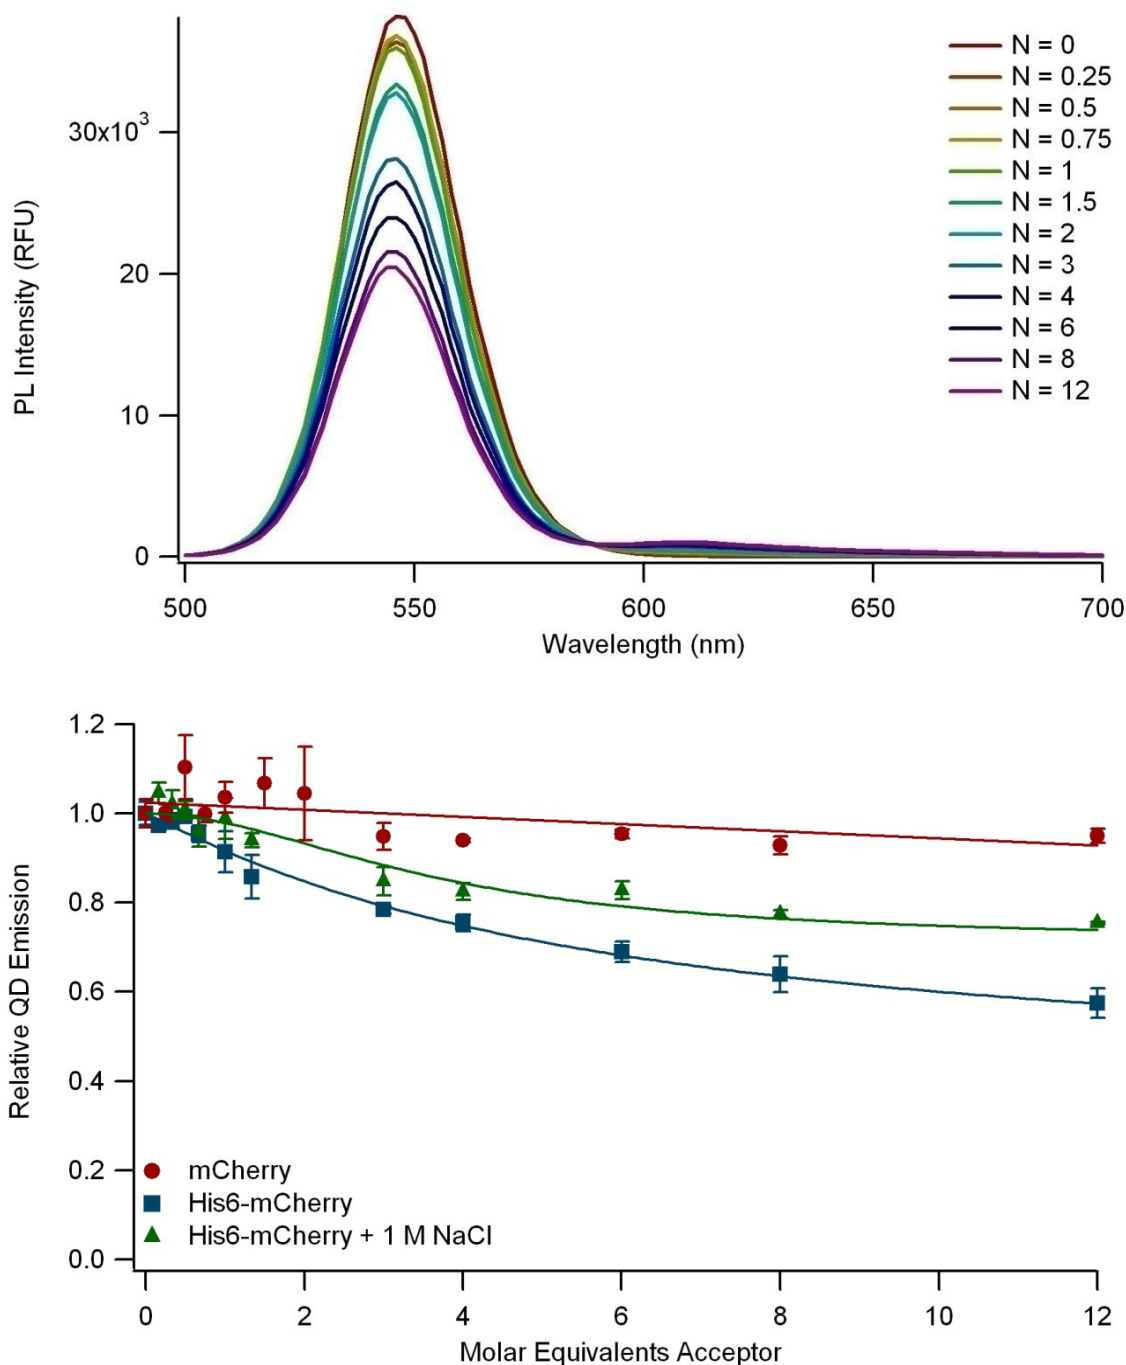 N = 0
N = 0.25
N = 0.5
N = 0.75
N = 1
N = 1.5
N = 2
N = 3
N = 4
N = 6
N = 8
N = 12
PL Intensity (RFU)
30x10³
20
10
0
500 550 600 650 700
Wavelength (nm)
Relative QD Emission
1.2
1.0
0.8
0.6
0.4
0.2
0.0
mCherry
His6-mCherry
His6-mCherry + 1 M NaCl
0 2 4 6 8 10 12
Molar Equivalents Acceptor